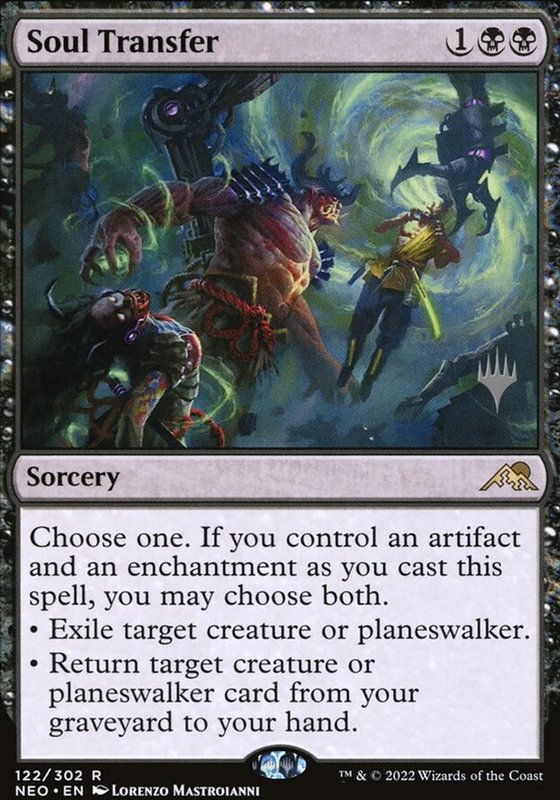 Soul Transfer 1
Sorcery
Choose one. If you control an artifact
and an enchantment as you cast this
spell, you may choose both.
• Exile target creature or planeswalker.
• Return target creature or
planeswalker card from your
graveyard to your hand.
122/302 R
NEO • EN Lorenzo Mastroianni
™ & © 2022 Wizards of the Coast